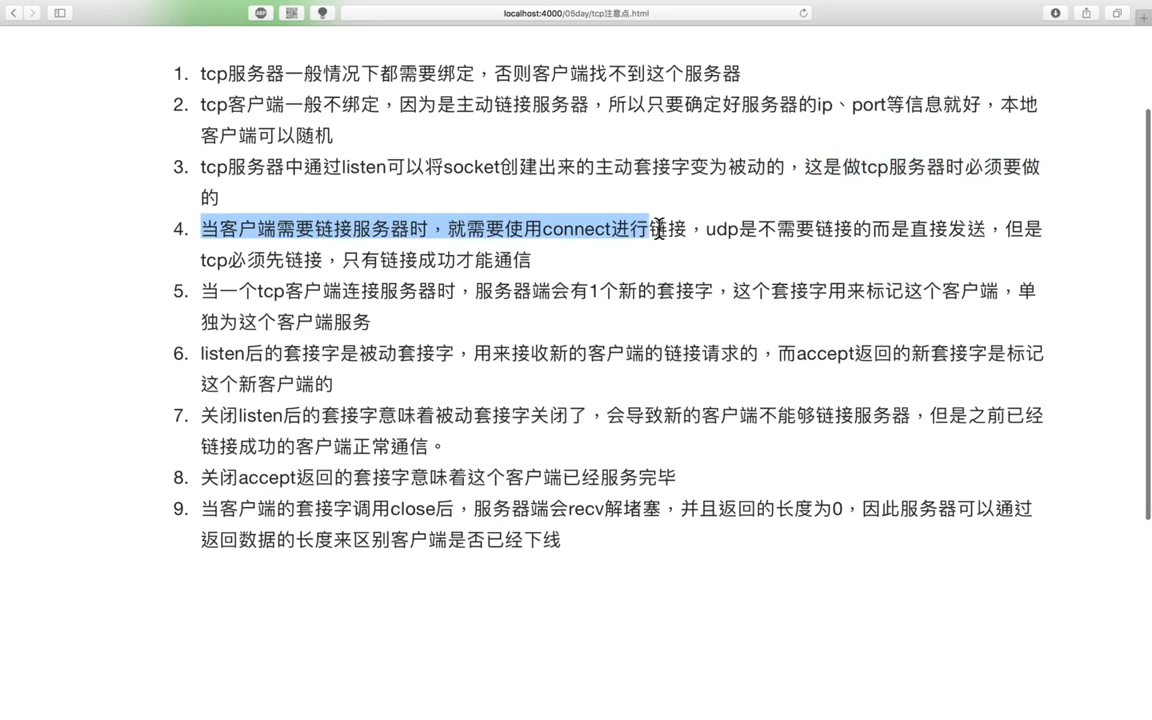 localhost:4000/05day/tcp注意点.html
ABP
1. tcp服务器一般情况下都需要绑定，否则客户端找不到这个服务器
2. tcp客户端一般不绑定，因为是主动链接服务器，所以只要确定好服务器的ip、port等信息就好，本地
客户端可以随机
3. tcp服务器中通过listen可以将socket创建出来的主动套接字变为被动的，这是做tcp服务器时必须要做
的
4. 当客户端需要链接服务器时，就需要使用connect进行链接，udp是不需要链接的而是直接发送，但是
tcp必须先链接，只有链接成功才能通信
5. 当一个tcp客户端连接服务器时，服务器端会有1个新的套接字，这个套接字用来标记这个客户端，单
独为这个客户端服务
6. listen后的套接字是被动套接字，用来接收新的客户端的链接请求的，而accept返回的新套接字是标记
这个新客户端的
7. 关闭listen后的套接字意味着被动套接字关闭了，会导致新的客户端不能够链接服务器，但是之前已经
链接成功的客户端正常通信。
8. 关闭accept返回的套接字意味着这个客户端已经服务完毕
9. 当客户端的套接字调用close后，服务器端会recv解堵塞，并且返回的长度为0，因此服务器可以通过
返回数据的长度来区别客户端是否已经下线